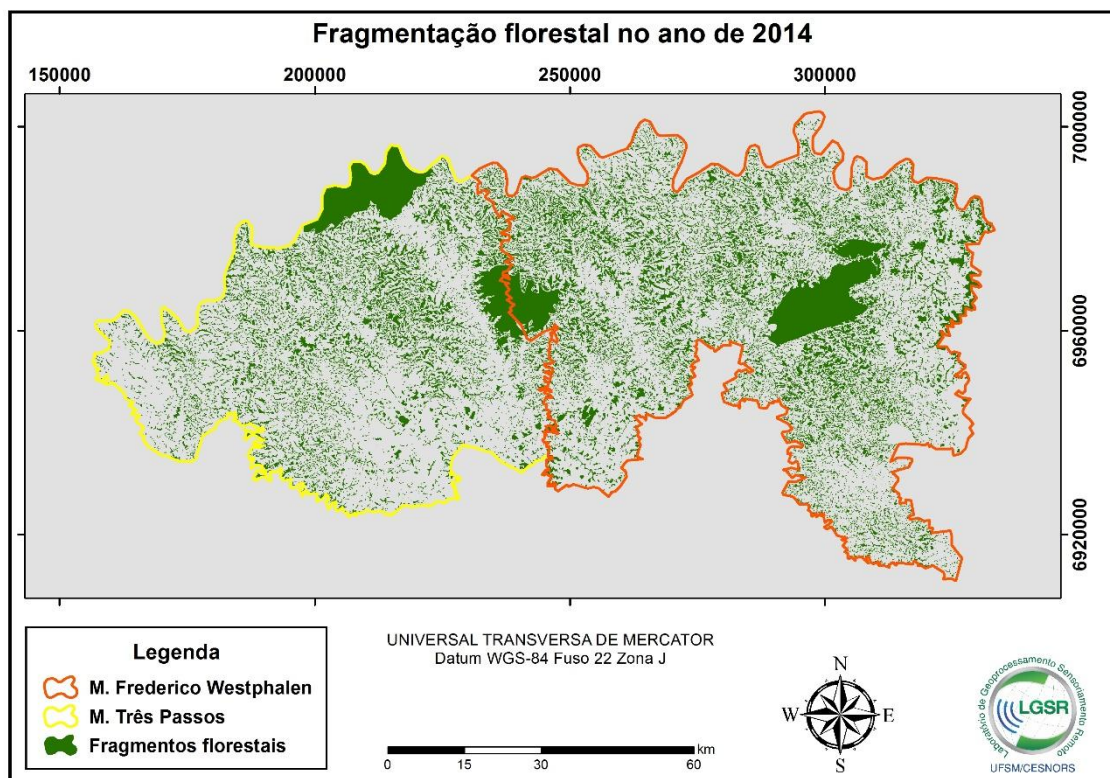 Fragmentação florestal no ano de 2014
150000 200000 250000 300000
7000000
6960000
6920000
Legenda
M. Frederico Westphalen
M. Três Passos
Fragmentos florestais
UNIVERSAL TRANSVERSA DE MERCATOR
Datum WGS-84 Fuso 22 Zona J
km
0 15 30 60
N
W E
S
Laboratório de Geoprocessamento Sensoriamento Remoto
LGSR
UFSM/CESNORS